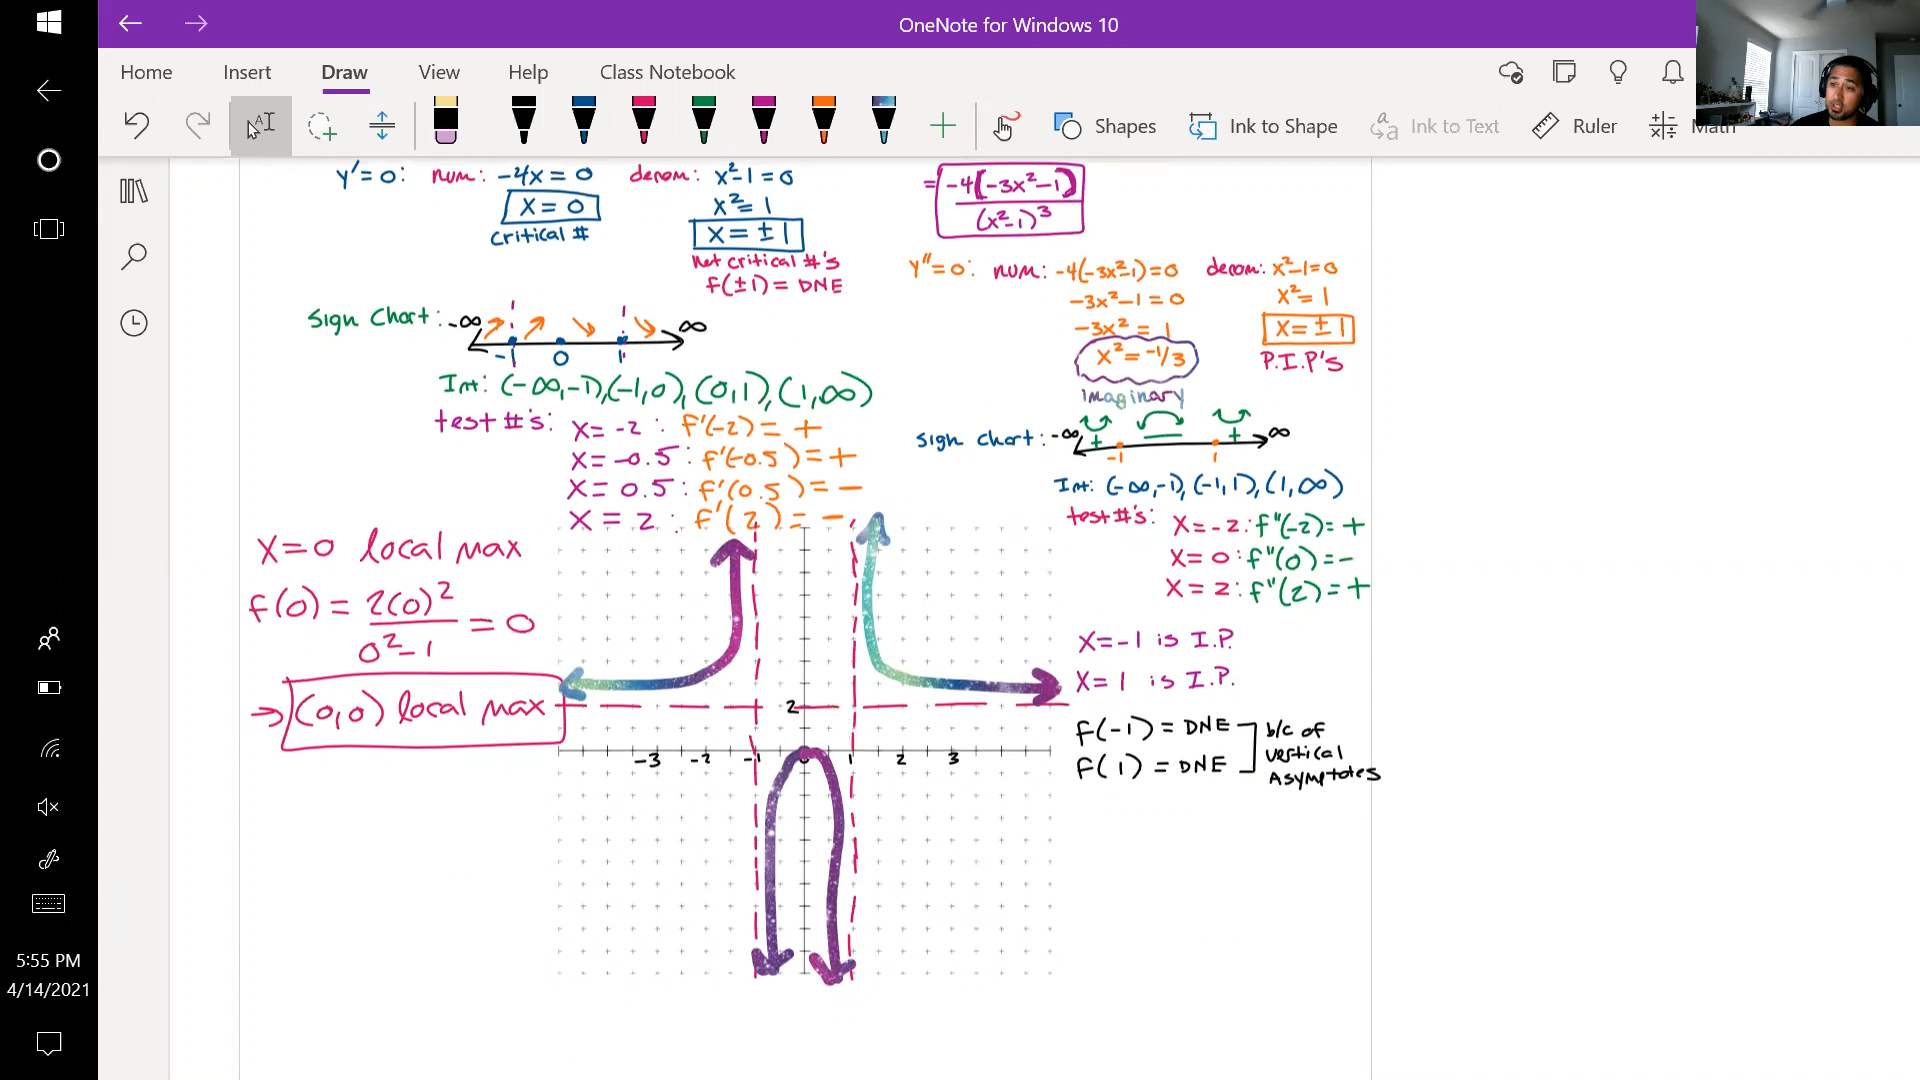 OneNote for Windows 10
Home Insert Draw View Help Class Notebook
Shapes Ink to Shape Ink to Text Ruler Math
y'=0: num: -4x = 0 denom: x²-1=0
x = 0 x²=1
critical # x = ±1
Not critical #'s
f(±1) = DNE
sign chart: -∞ ∞
-1 0 1
Int: (-∞,-1),(-1,0),(0,1),(1,∞)
test #'s: x = -2: f'(-2) = +
x = -0.5: f'(-0.5) = +
x = 0.5: f'(0.5) = -
x = 2: f'(2) = -
= -4(-3x²-1)
(x²-1)³
y''=0: num: -4(-3x²-1)=0 denom: x²-1=0
-3x²-1 = 0 x²=1
-3x² = 1 x=±1
x² = -1/3 P.I.P's
imaginary
sign chart: -∞ + - + ∞
-1 1
Int: (-∞,-1),(-1,1),(1,∞)
test #'s: x=-2: f''(-2)=+
x=0: f''(0)=-
x=2: f''(2)=+
x=0 local max
f(0) = 2(0)² = 0
0²-1
→ (0,0) local max
2
-3 -2 -1 0 1 2 3
x=-1 is I.P.
x=1 is I.P.
f(-1) = DNE b/c of
f(1) = DNE vertical
Asymptotes
5:55 PM
4/14/2021